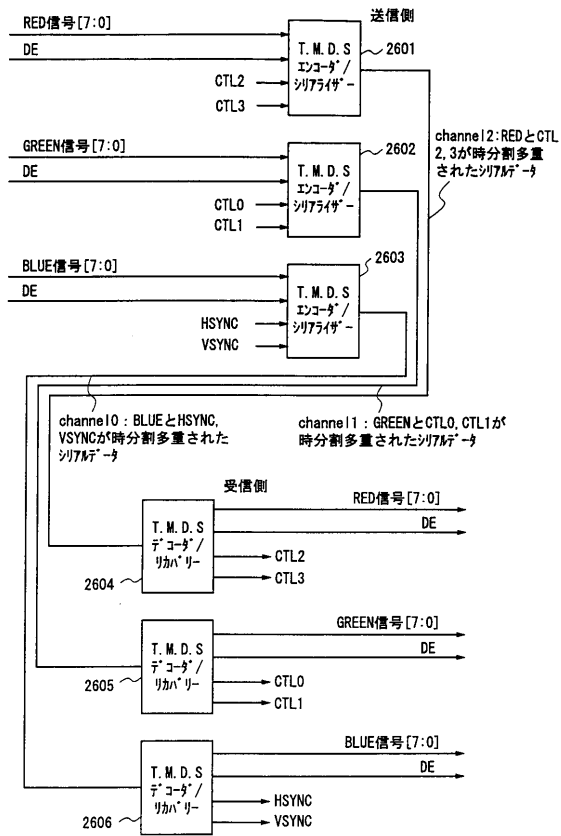 送信側
RED信号[7:0]
DE
CTL2
CTL3
T.M.D.S
エンコーダ/
シリアライザー
2601
GREEN信号[7:0]
DE
CTL0
CTL1
T.M.D.S
エンコーダ/
シリアライザー
2602
channel2:REDとCTL
2,3が時分割多重
されたシリアルデータ
BLUE信号[7:0]
DE
HSYNC
VSYNC
T.M.D.S
エンコーダ/
シリアライザー
2603
channel0：BLUEとHSYNC,
VSYNCが時分割多重された
シリアルデータ
channel1：GREENとCTL0,CTL1が
時分割多重されたシリアルデータ
受信側
T.M.D.S
デコーダ/
リカバリー
2604
RED信号[7:0]
DE
CTL2
CTL3
T.M.D.S
デコーダ/
リカバリー
2605
GREEN信号[7:0]
DE
CTL0
CTL1
T.M.D.S
デコーダ/
リカバリー
2606
BLUE信号[7:0]
DE
HSYNC
VSYNC